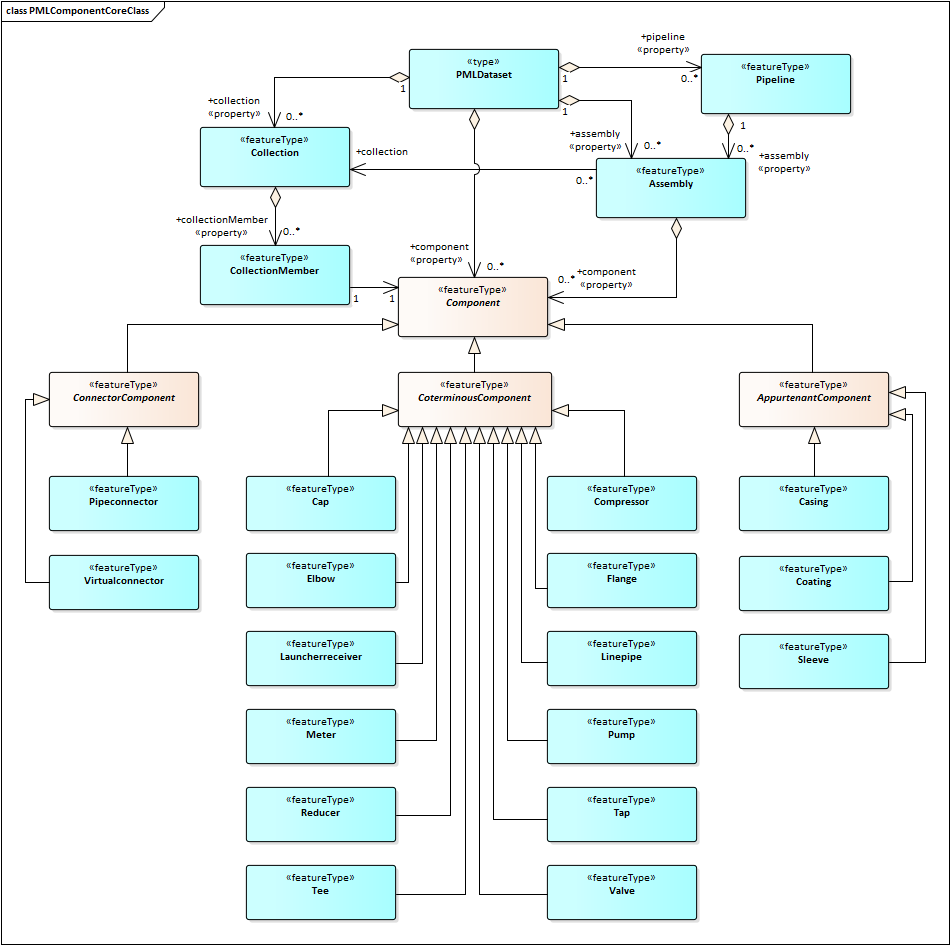 class PMLComponentCoreClass
«type»
PMLDataset
+pipeline
«property»
1
0..*
«featureType»
Pipeline
1
+collection
«property»
0..*
1
+assembly
«property»
0..*
1
0..*
+assembly
«property»
«featureType»
Collection
+collection
0..*
«featureType»
Assembly
+collectionMember
«property»
0..*
«featureType»
CollectionMember
1
1
+component
«property»
0..*
0..*
+component
«property»
«featureType»
Component
«featureType»
ConnectorComponent
«featureType»
CoterminousComponent
«featureType»
AppurtenantComponent
«featureType»
Pipeconnector
«featureType»
Cap
«featureType»
Compressor
«featureType»
Casing
«featureType»
Virtualconnector
«featureType»
Elbow
«featureType»
Flange
«featureType»
Coating
«featureType»
Launcherreceiver
«featureType»
Linepipe
«featureType»
Sleeve
«featureType»
Meter
«featureType»
Pump
«featureType»
Reducer
«featureType»
Tap
«featureType»
Tee
«featureType»
Valve